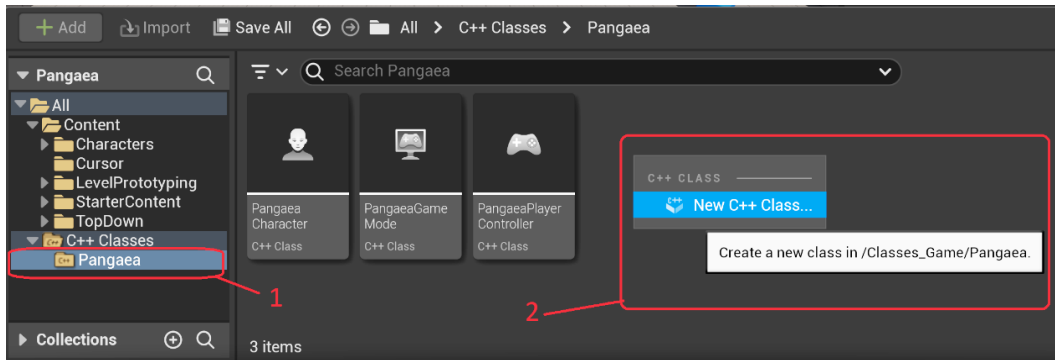 Add Import Save All All > C++ Classes > Pangaea
Pangaea
Search Pangaea
All
Content
Characters
Cursor
LevelPrototyping
StarterContent
TopDown
C++ Classes
Pangaea
1
Collections
Pangaea
Character
C++ Class
PangaeaGame
Mode
C++ Class
PangaeaPlayer
Controller
C++ Class
C++ CLASS
New C++ Class...
Create a new class in /Classes_Game/Pangaea.
2
3 items